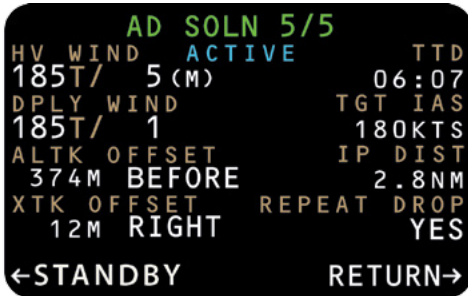 AD SOLN 5/5
HV WIND ACTIVE TTD
185T/ 5(M) 06:07
DPLY WIND TGT IAS
185T/ 1 180KTS
ALTK OFFSET IP DIST
374M BEFORE 2.8NM
XTK OFFSET REPEAT DROP
12M RIGHT YES
←STANDBY RETURN→